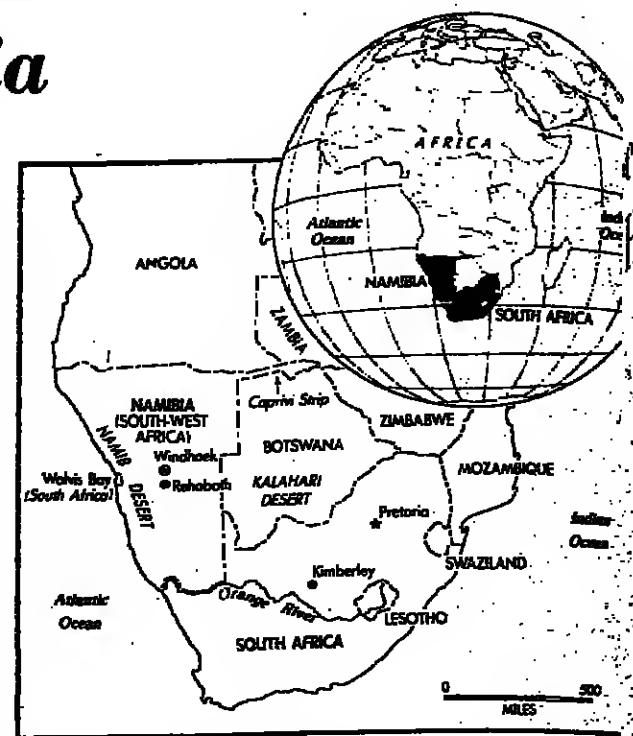 ia
AFRICA
Atlantic
Ocean
NAMIBIA
SOUTH AFRICA
ANGOLA
ZAMBIA
NAMIBIA
(SOUTH-WEST
AFRICA)
Caprivi Strip
ZIMBABWE
NAMIB DESERT
Windhoek
BOTSWANA
MOZAMBIQUE
Walvis Bay
(South Africa)
Rehoboth
KALAHARI
DESERT
Pretoria
Indian
Ocean
SWAZILAND
Kimberley
Atlantic
Ocean
Orange River
LESOTHO
SOUTH AFRICA
0 500
MILES